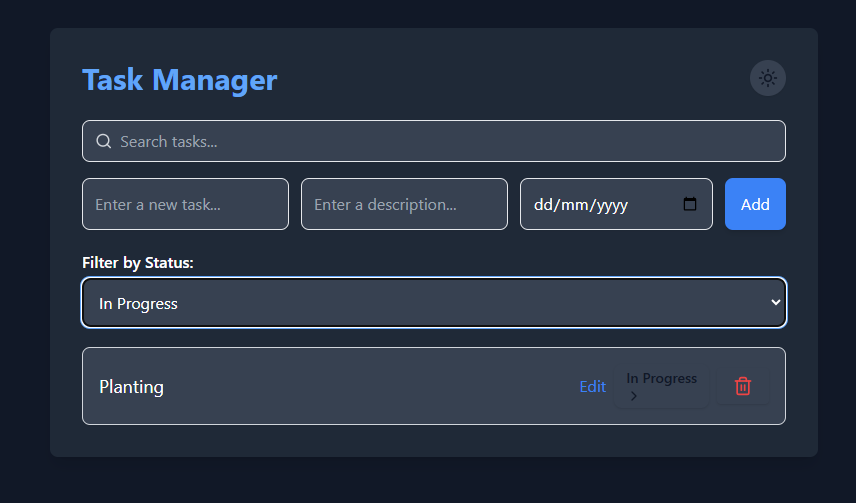 Task Manager
Search tasks...
Enter a new task... Enter a description... dd/mm/yyyy Add
Filter by Status:
In Progress
Planting Edit In Progress